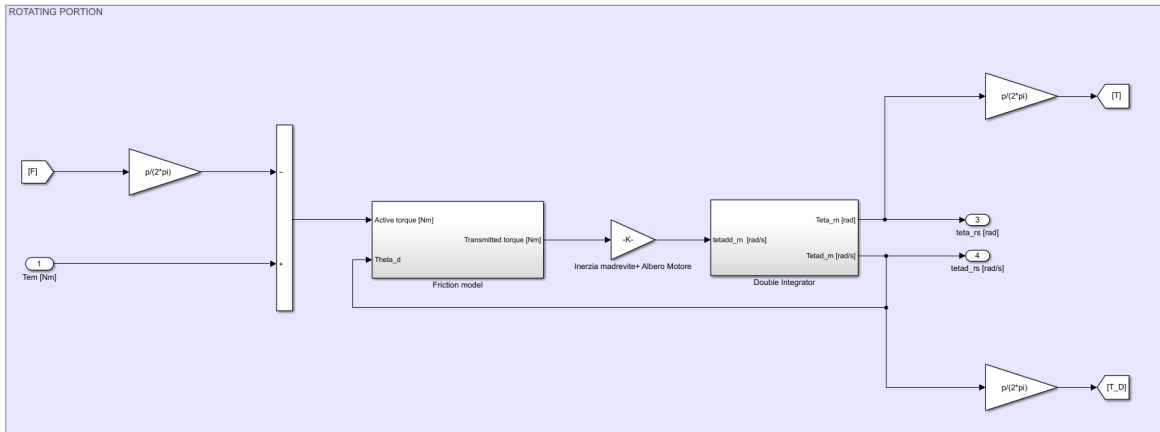 ROTATING PORTION
p/(2*pi)
[T]
[F]
p/(2*pi)
−
+
1
Tem [Nm]
Active torque [Nm]
Transmitted torque [Nm]
Theta_d
Friction model
-K-
Inerzia madrevite+ Albero Motore
tetadd_m [rad/s]
Teta_m [rad]
Tetad_m [rad/s]
Double Integrator
3
teta_rs [rad]
4
tetad_rs [rad/s]
p/(2*pi)
[T_D]